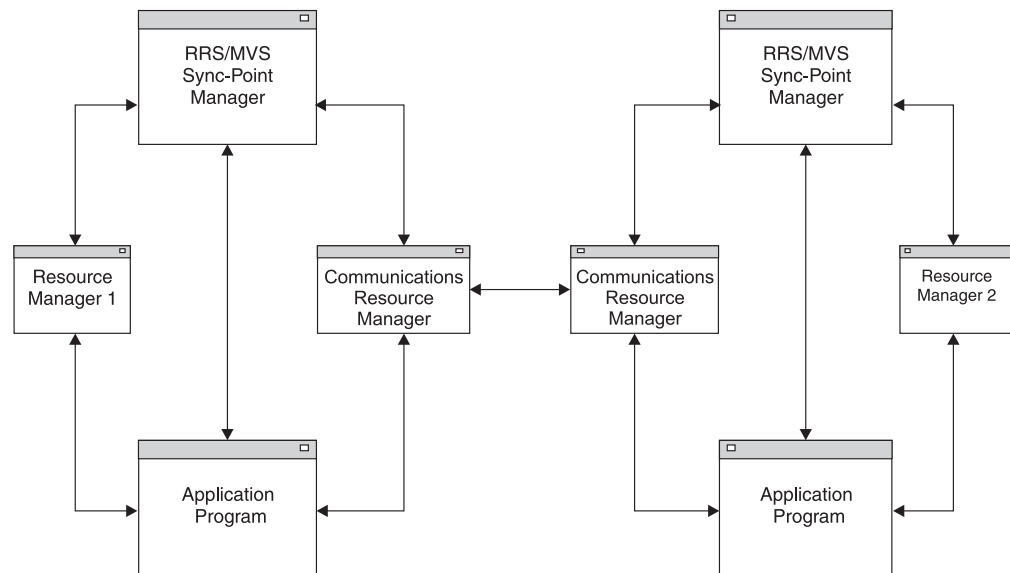 RRS/MVS
Sync-Point
Manager
RRS/MVS
Sync-Point
Manager
Resource
Manager 1
Communications
Resource
Manager
Communications
Resource
Manager
Resource
Manager 2
Application
Program
Application
Program